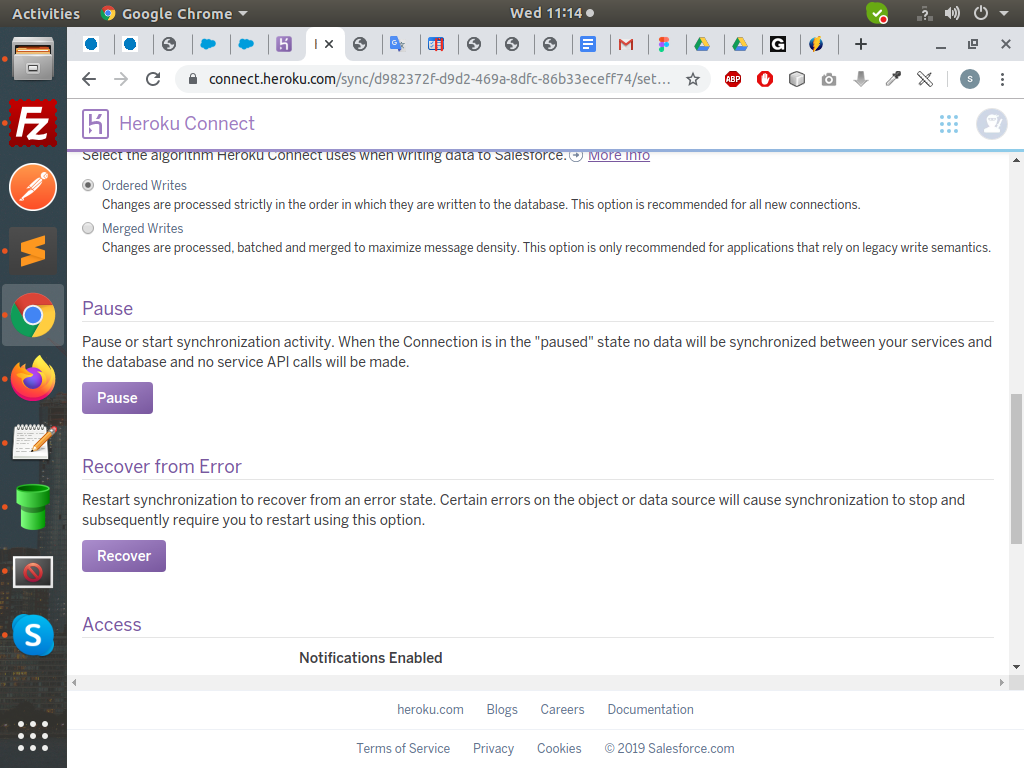 Activities
Google Chrome
Wed 11:14
?
I
G
connect.heroku.com/sync/d982372f-d9d2-469a-8dfc-86b33eceff74/set...
ABP
S
Heroku Connect
Select the algorithm Heroku Connect uses when writing data to Salesforce. More Info
Ordered Writes
Changes are processed strictly in the order in which they are written to the database. This option is recommended for all new connections.
Merged Writes
Changes are processed, batched and merged to maximize message density. This option is only recommended for applications that rely on legacy write semantics.
Pause
Pause or start synchronization activity. When the Connection is in the "paused" state no data will be synchronized between your services and
the database and no service API calls will be made.
Pause
Recover from Error
Restart synchronization to recover from an error state. Certain errors on the object or data source will cause synchronization to stop and
subsequently require you to restart using this option.
Recover
Access
Notifications Enabled
heroku.com Blogs Careers Documentation
Terms of Service Privacy Cookies © 2019 Salesforce.com
Fz
S